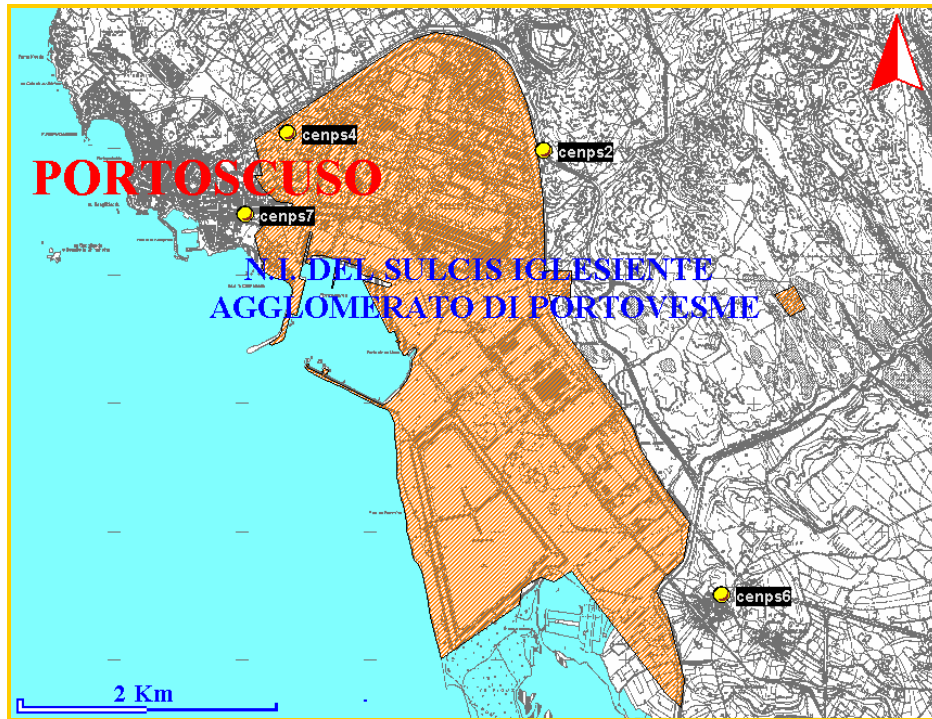 cenps4
cenps2
PORTOSCUSO
cenps7
N.I. DEL SULCIS IGLESIENTE
AGGLOMERATO DI PORTOVESME
cenps6
2 Km